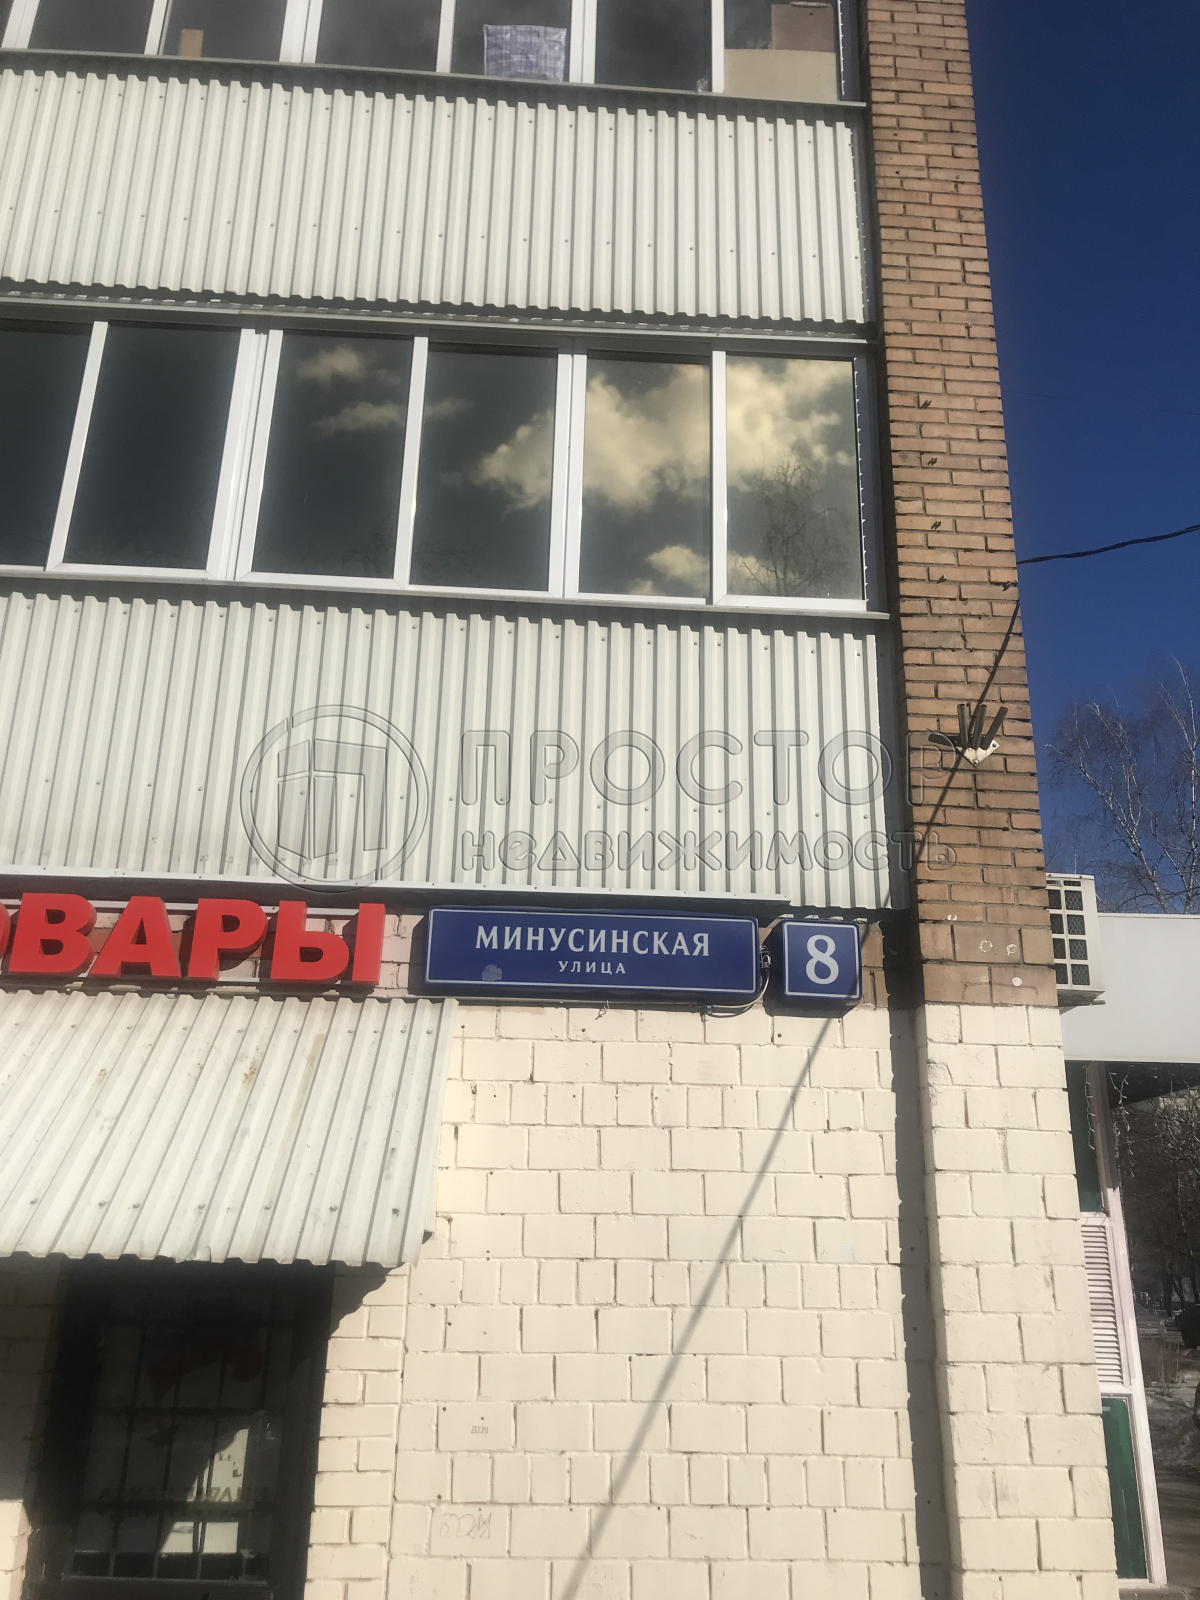 ПРОСТОР
недвижимость
ОВАРЫ
МИНУСИНСКАЯ
УЛИЦА
8